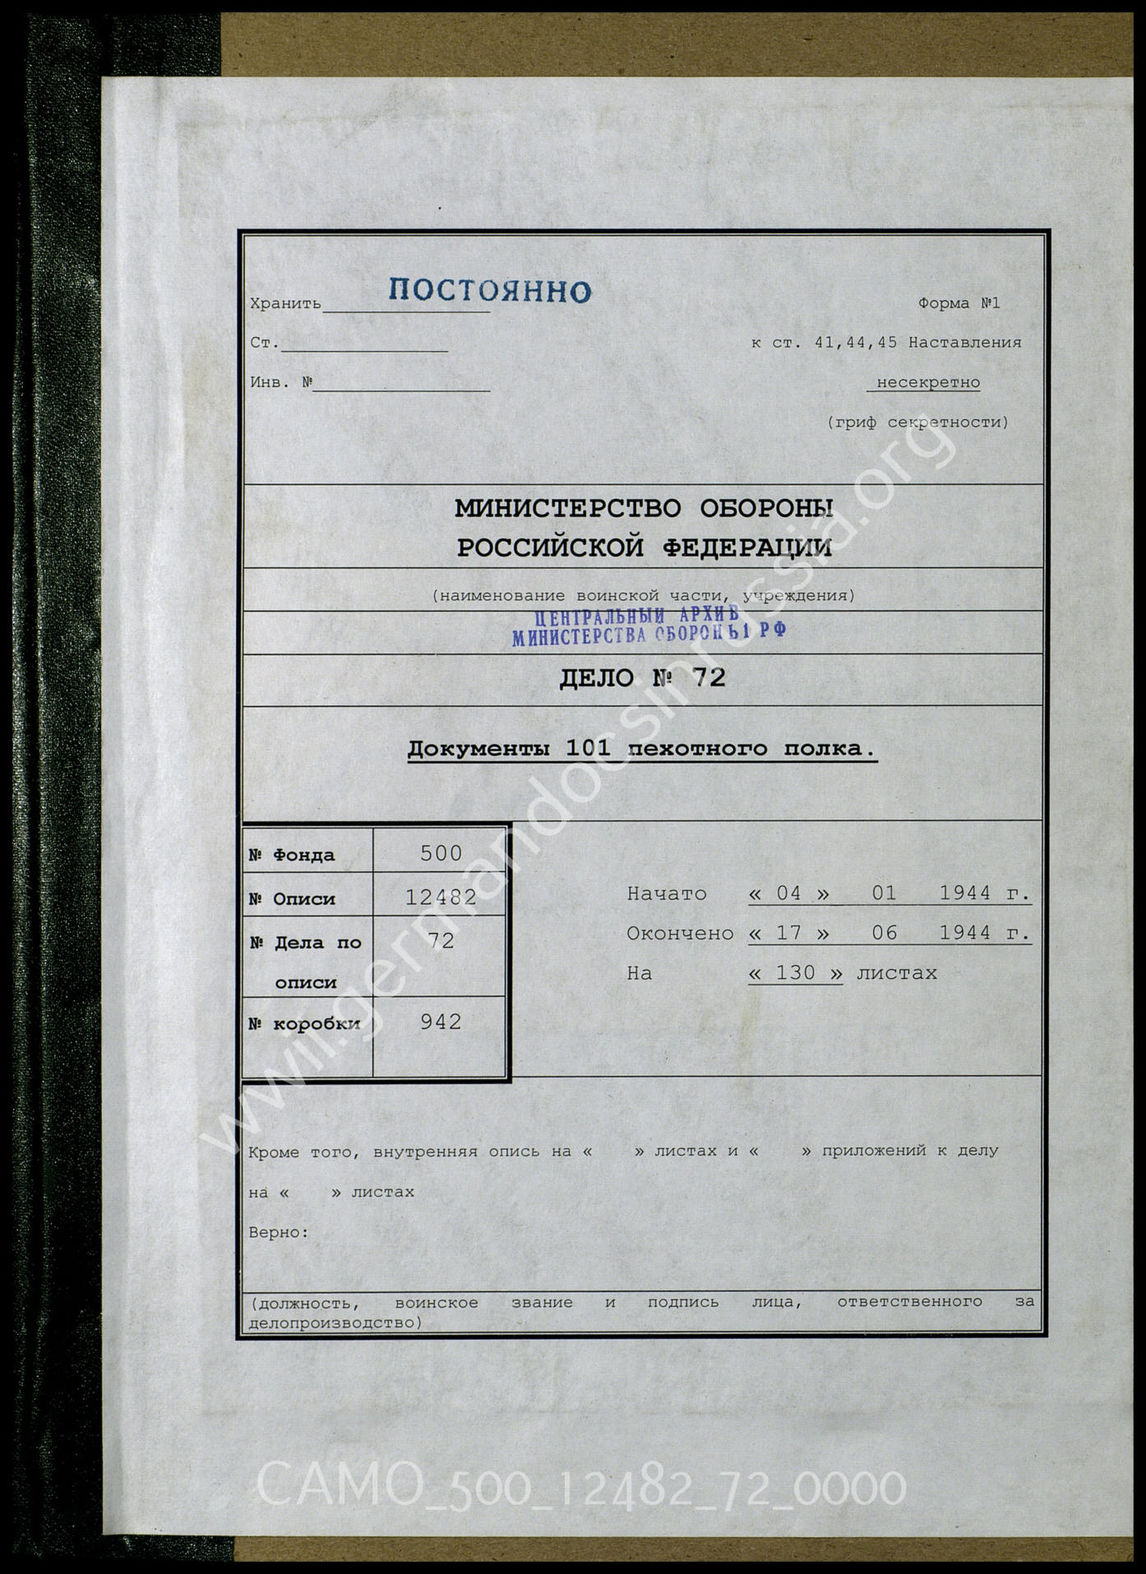 Хранить ПОСТОЯННО
Форма №1
Ст.
к ст. 41,44,45 Наставления
Инв. №
несекретно
(гриф секретности)
МИНИСТЕРСТВО ОБОРОНЫ
РОССИЙСКОЙ ФЕДЕРАЦИИ
(наименование воинской части, учреждения)
ЦЕНТРАЛЬНЫЙ АРХИВ
МИНИСТЕРСТВА ОБОРОНЫ РФ
ДЕЛО № 72
Документы 101 пехотного полка.
№ Фонда 500
№ Описи 12482
№ Дела по описи 72
№ коробки 942
Начато « 04 » 01 1944 г.
Окончено « 17 » 06 1944 г.
На « 130 » листах
Кроме того, внутренняя опись на « » листах и « » приложений к делу
на « » листах
Верно:
(должность, воинское звание и подпись лица, ответственного за
делопроизводство)
wwii.germandocsinrussia.org
CAMO_500_12482_72_0000